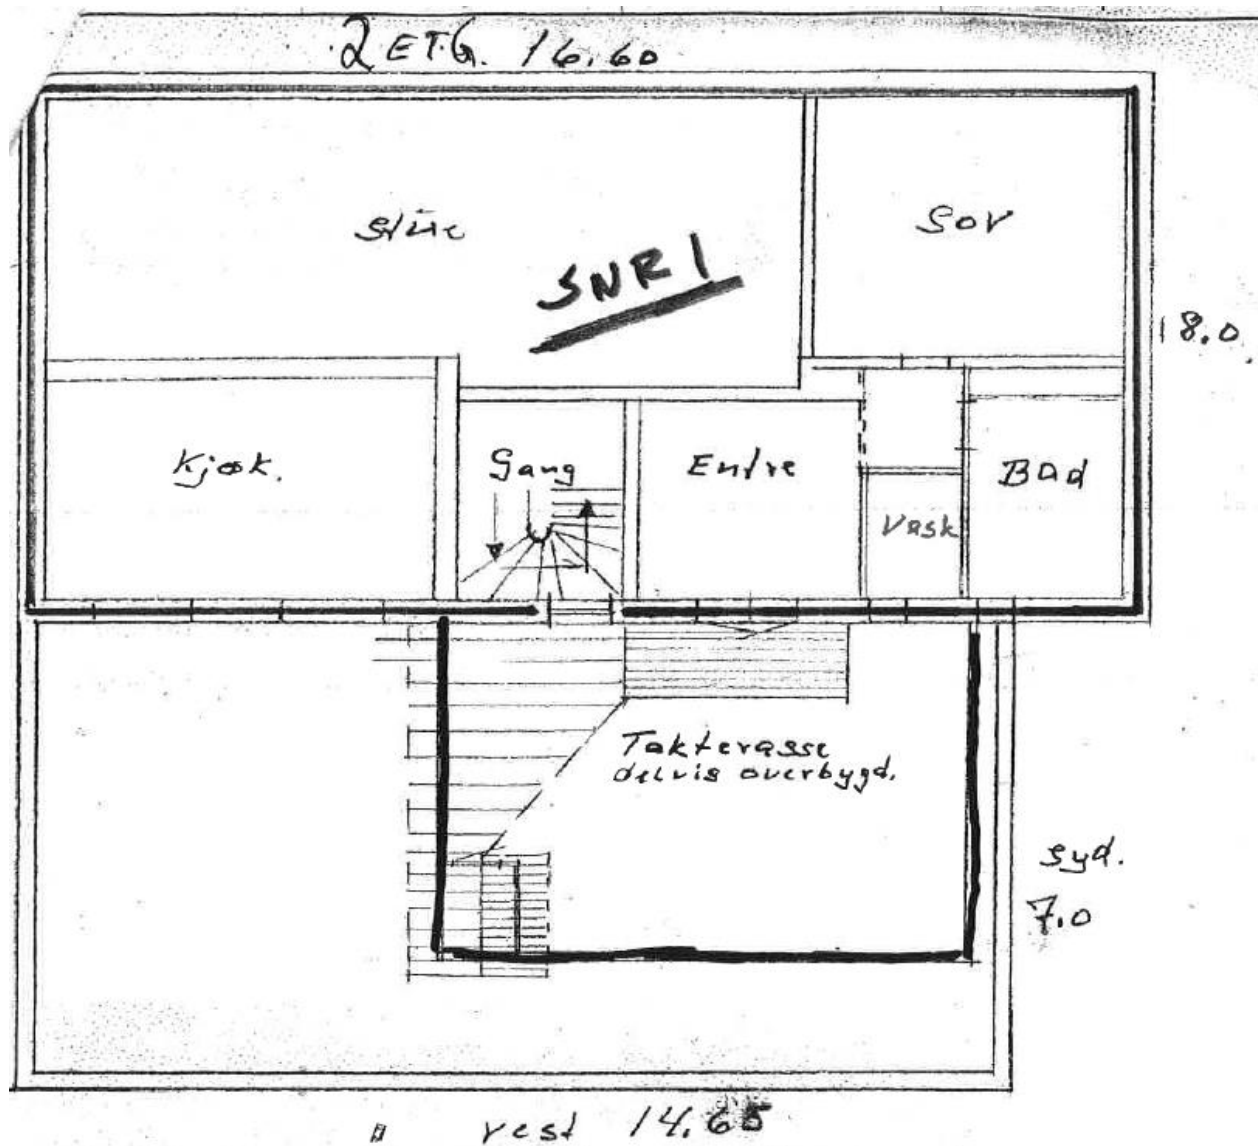 2 ETG. 16.60
Stue
Sov
SNR 1
18.0
Kjøk.
Gang
Entre
Bad
Vask
Takterasse
delvis overbygd.
syd.
7.0
vest 14.65